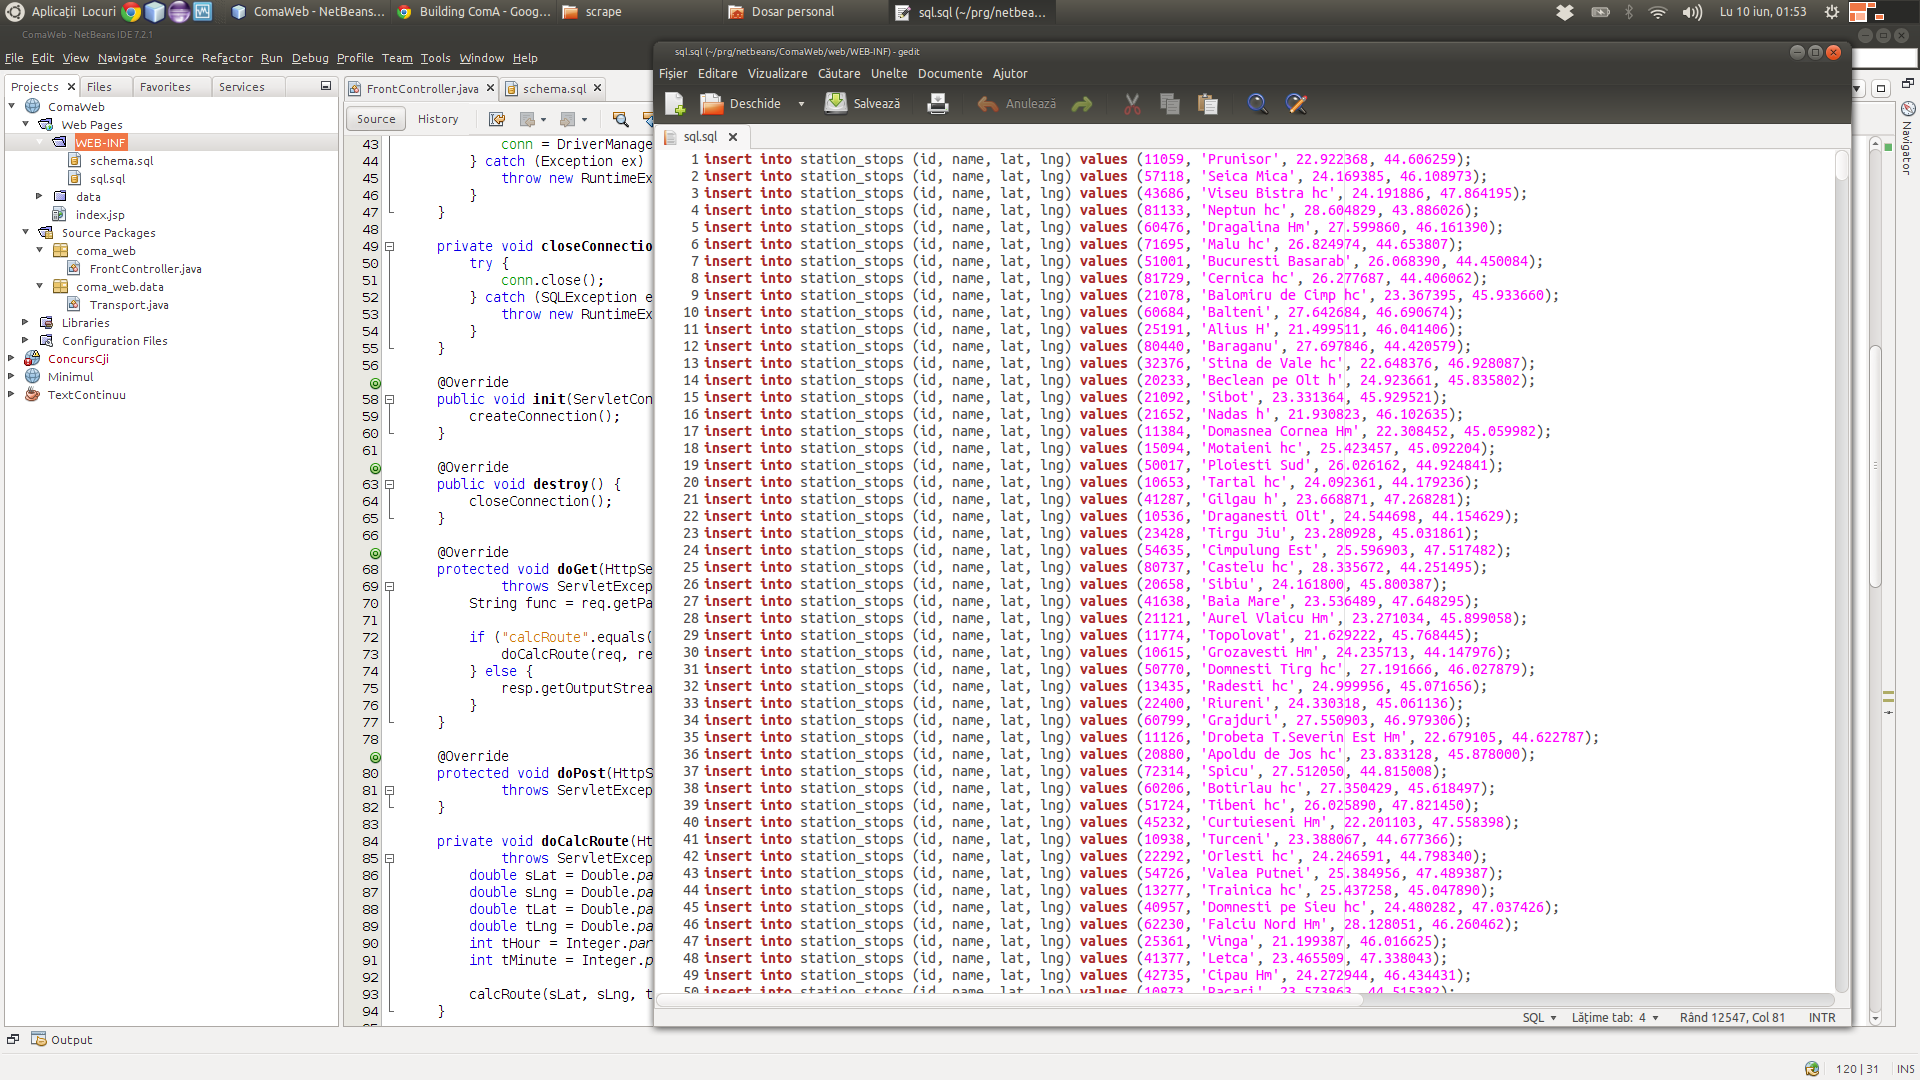 Aplicații Locuri ComaWeb - NetBeans... Building ComA - Goog... scrape Dosar personal sql.sql (~/prg/netbea... Lu 10 iun, 01:53
ComaWeb - NetBeans IDE 7.2.1
File Edit View Navigate Source Refactor Run Debug Profile Team Tools Window Help
Projects Files Favorites Services
ComaWeb
Web Pages
WEB-INF
schema.sql
sql.sql
data
index.jsp
Source Packages
coma_web
FrontController.java
coma_web.data
Transport.java
Libraries
Configuration Files
ConcursCji
Minimul
TextContinuu
FrontController.java schema.sql
Source History
43 conn = DriverManage
44 } catch (Exception ex)
45 throw new RuntimeEx
46 }
47 }
48
49 private void closeConnectio
50 try {
51 conn.close();
52 } catch (SQLException e
53 throw new RuntimeEx
54 }
55 }
56
@Override
58 public void init(ServletCon
59 createConnection();
60 }
61
@Override
63 public void destroy() {
64 closeConnection();
65 }
66
@Override
68 protected void doGet(HttpSe
69 throws ServletExcep
70 String func = req.getPa
71
72 if ("calcRoute".equals(
73 doCalcRoute(req, re
74 } else {
75 resp.getOutputStrea
76 }
77 }
78
@Override
80 protected void doPost(HttpS
81 throws ServletExcep
82 }
83
84 private void doCalcRoute(Ht
85 throws ServletExcep
86 double sLat = Double.pa
87 double sLng = Double.pa
88 double tLat = Double.pa
89 double tLng = Double.pa
90 int tHour = Integer.par
91 int tMinute = Integer.p
92
93 calcRoute(sLat, sLng, t
94 }
sql.sql (~/prg/netbeans/ComaWeb/web/WEB-INF) - gedit
Fișier Editare Vizualizare Căutare Unelte Documente Ajutor
Deschide Salvează Anulează
sql.sql
1 insert into station_stops (id, name, lat, lng) values (11059, 'Prunisor', 22.922368, 44.606259);
2 insert into station_stops (id, name, lat, lng) values (57118, 'Seica Mica', 24.169385, 46.108973);
3 insert into station_stops (id, name, lat, lng) values (43686, 'Viseu Bistra hc', 24.191886, 47.864195);
4 insert into station_stops (id, name, lat, lng) values (81133, 'Neptun hc', 28.604829, 43.886026);
5 insert into station_stops (id, name, lat, lng) values (60476, 'Dragalina Hm', 27.599860, 46.161390);
6 insert into station_stops (id, name, lat, lng) values (71695, 'Malu hc', 26.824974, 44.653807);
7 insert into station_stops (id, name, lat, lng) values (51001, 'Bucuresti Basarab', 26.068390, 44.450084);
8 insert into station_stops (id, name, lat, lng) values (81729, 'Cernica hc', 26.277687, 44.406062);
9 insert into station_stops (id, name, lat, lng) values (21078, 'Balomiru de Cimp hc', 23.367395, 45.933660);
10 insert into station_stops (id, name, lat, lng) values (60684, 'Balteni', 27.642684, 46.690674);
11 insert into station_stops (id, name, lat, lng) values (25191, 'Alius H', 21.499511, 46.041406);
12 insert into station_stops (id, name, lat, lng) values (80440, 'Baraganu', 27.697846, 44.420579);
13 insert into station_stops (id, name, lat, lng) values (32376, 'Stina de Vale hc', 22.648376, 46.928087);
14 insert into station_stops (id, name, lat, lng) values (20233, 'Beclean pe Olt h', 24.923661, 45.835802);
15 insert into station_stops (id, name, lat, lng) values (21092, 'Sibot', 23.331364, 45.929521);
16 insert into station_stops (id, name, lat, lng) values (21652, 'Nadas h', 21.930823, 46.102635);
17 insert into station_stops (id, name, lat, lng) values (11384, 'Domasnea Cornea Hm', 22.308452, 45.059982);
18 insert into station_stops (id, name, lat, lng) values (15094, 'Motaieni hc', 25.423457, 45.092204);
19 insert into station_stops (id, name, lat, lng) values (50017, 'Ploiesti Sud', 26.026162, 44.924841);
20 insert into station_stops (id, name, lat, lng) values (10653, 'Tartal hc', 24.092361, 44.179236);
21 insert into station_stops (id, name, lat, lng) values (41287, 'Gilgau h', 23.668871, 47.268281);
22 insert into station_stops (id, name, lat, lng) values (10536, 'Draganesti Olt', 24.544698, 44.154629);
23 insert into station_stops (id, name, lat, lng) values (23428, 'Tirgu Jiu', 23.280928, 45.031861);
24 insert into station_stops (id, name, lat, lng) values (54635, 'Cimpulung Est', 25.596903, 47.517482);
25 insert into station_stops (id, name, lat, lng) values (80737, 'Castelu hc', 28.335672, 44.251495);
26 insert into station_stops (id, name, lat, lng) values (20658, 'Sibiu', 24.161800, 45.800387);
27 insert into station_stops (id, name, lat, lng) values (41638, 'Baia Mare', 23.536489, 47.648295);
28 insert into station_stops (id, name, lat, lng) values (21121, 'Aurel Vlaicu Hm', 23.271034, 45.899058);
29 insert into station_stops (id, name, lat, lng) values (11774, 'Topolovat', 21.629222, 45.768445);
30 insert into station_stops (id, name, lat, lng) values (10615, 'Grozavesti Hm', 24.235713, 44.147976);
31 insert into station_stops (id, name, lat, lng) values (50770, 'Domnesti Tirg hc', 27.191666, 46.027879);
32 insert into station_stops (id, name, lat, lng) values (13435, 'Radesti hc', 24.999956, 45.071656);
33 insert into station_stops (id, name, lat, lng) values (22400, 'Riureni', 24.330318, 45.061136);
34 insert into station_stops (id, name, lat, lng) values (60799, 'Grajduri', 27.550903, 46.979306);
35 insert into station_stops (id, name, lat, lng) values (11126, 'Drobeta T.Severin Est Hm', 22.679105, 44.622787);
36 insert into station_stops (id, name, lat, lng) values (20880, 'Apoldu de Jos hc', 23.833128, 45.878000);
37 insert into station_stops (id, name, lat, lng) values (72314, 'Spicu', 27.512050, 44.815008);
38 insert into station_stops (id, name, lat, lng) values (60206, 'Botirlau hc', 27.350429, 45.618497);
39 insert into station_stops (id, name, lat, lng) values (51724, 'Tibeni hc', 26.025890, 47.821450);
40 insert into station_stops (id, name, lat, lng) values (45232, 'Curtuieseni Hm', 22.201103, 47.558398);
41 insert into station_stops (id, name, lat, lng) values (10938, 'Turceni', 23.388067, 44.677366);
42 insert into station_stops (id, name, lat, lng) values (22292, 'Orlesti hc', 24.246591, 44.798340);
43 insert into station_stops (id, name, lat, lng) values (54726, 'Valea Putnei', 25.384956, 47.489387);
44 insert into station_stops (id, name, lat, lng) values (13277, 'Trainica hc', 25.437258, 45.047890);
45 insert into station_stops (id, name, lat, lng) values (40957, 'Domnesti pe Sieu hc', 24.480282, 47.037426);
46 insert into station_stops (id, name, lat, lng) values (62230, 'Falciu Nord Hm', 28.128051, 46.260462);
47 insert into station_stops (id, name, lat, lng) values (25361, 'Vinga', 21.199387, 46.016625);
48 insert into station_stops (id, name, lat, lng) values (41377, 'Letca', 23.465509, 47.338043);
49 insert into station_stops (id, name, lat, lng) values (42735, 'Cipau Hm', 24.272944, 46.434431);
50 insert into station_stops (id, name, lat, lng) values (10873, 'Racari', 23.573863, 44.515382);
SQL Lățime tab: 4 Rând 12547, Col 81 INTR
Navigator
Output
120 | 31 INS